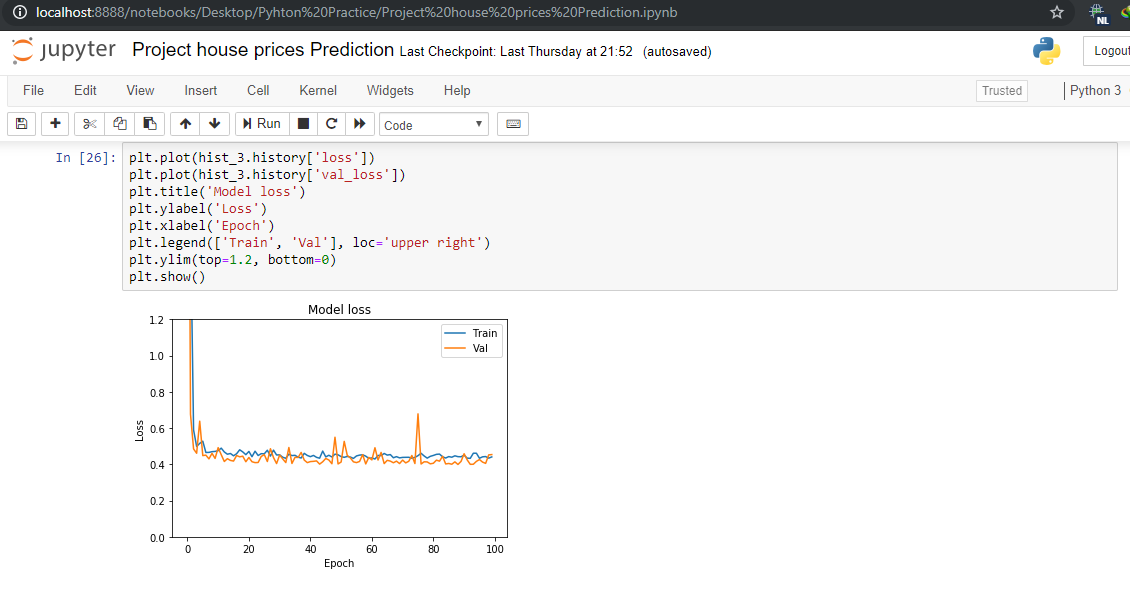 localhost:8888/notebooks/Desktop/Pyhton%20Practice/Project%20house%20prices%20Prediction.ipynb
NL
jupyter Project house prices Prediction Last Checkpoint: Last Thursday at 21:52 (autosaved)
Logout
File Edit View Insert Cell Kernel Widgets Help Trusted Python 3
Run Code
In [26]: plt.plot(hist_3.history['loss'])
plt.plot(hist_3.history['val_loss'])
plt.title('Model loss')
plt.ylabel('Loss')
plt.xlabel('Epoch')
plt.legend(['Train', 'Val'], loc='upper right')
plt.ylim(top=1.2, bottom=0)
plt.show()
Model loss
1.2
Train
Val
1.0
0.8
0.6
Loss
0.4
0.2
0.0
0 20 40 60 80 100
Epoch